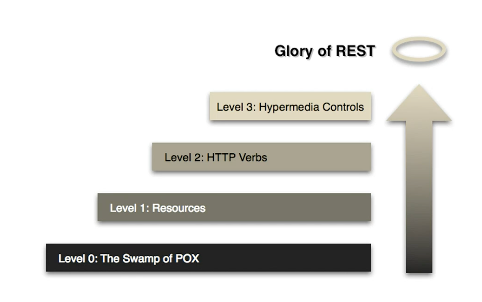 Glory of REST
Level 3: Hypermedia Controls
Level 2: HTTP Verbs
Level 1: Resources
Level 0: The Swamp of POX